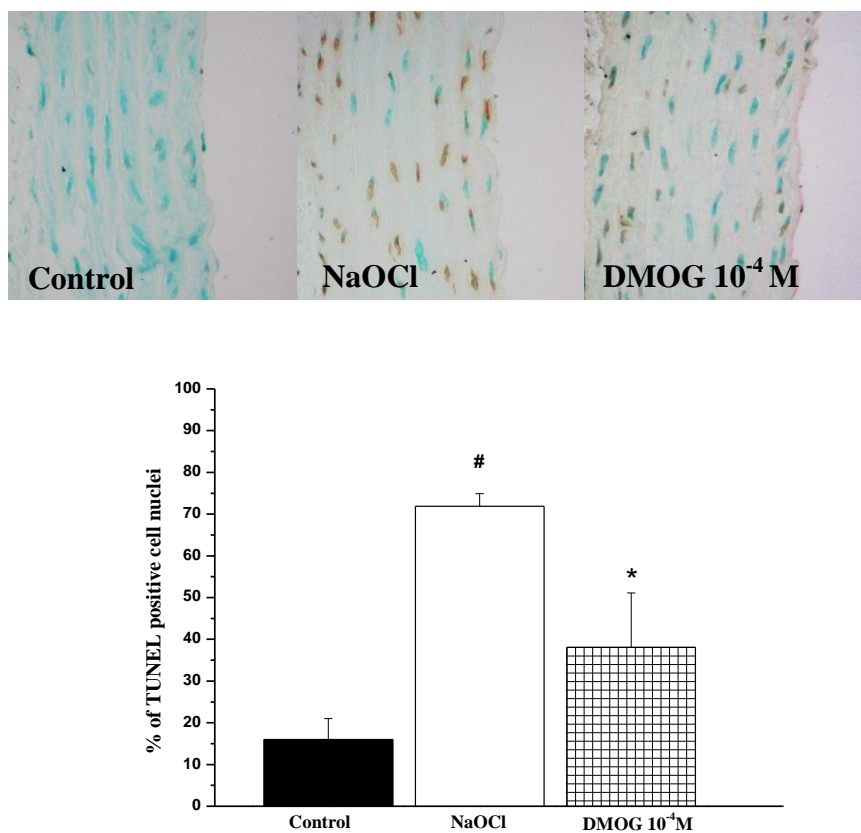 Control
NaOCl
DMOG 10⁻⁴ M
% of TUNEL positive cell nuclei
100
90
80
70
60
50
40
30
20
10
0
#
*
Control
NaOCl
DMOG 10⁻⁴M